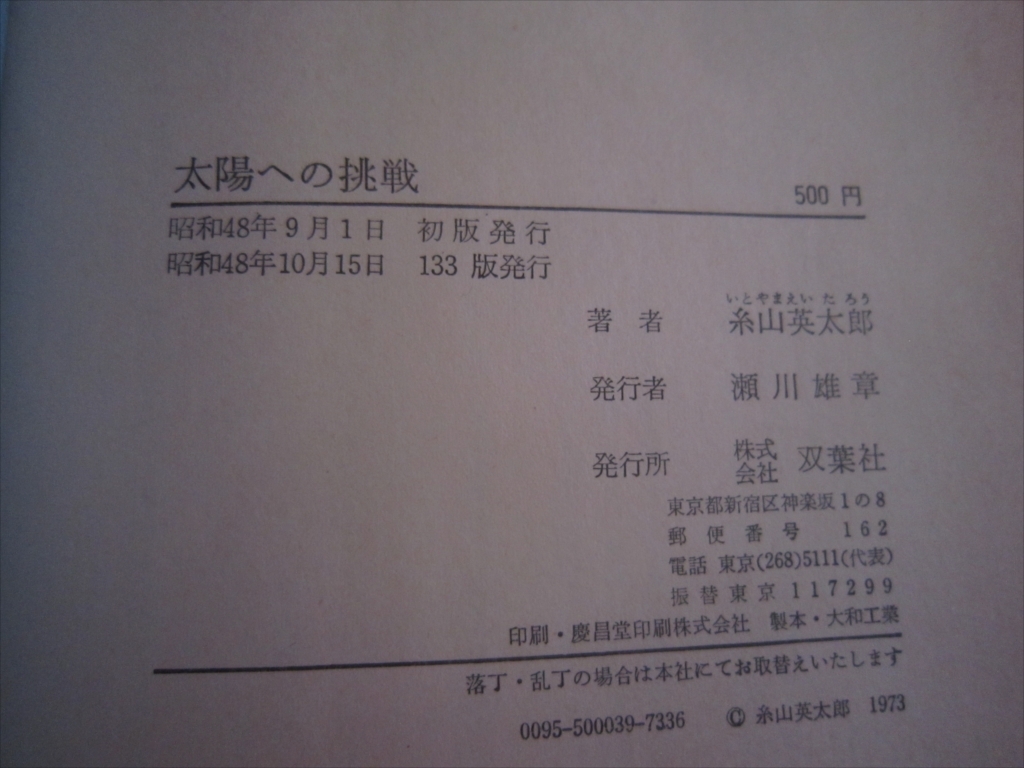 太陽への挑戦 500 円
昭和48年9月1日 初版発行
昭和48年10月15日 133 版発行
いとやまえいたろう
著者 糸山英太郎
発行者 瀬川雄章
発行所 株式会社 双葉社
東京都新宿区神楽坂1の8
郵便番号 162
電話 東京(268)5111(代表)
振替東京 117299
印刷・慶昌堂印刷株式会社 製本・大和工業
落丁・乱丁の場合は本社にてお取替えいたします
0095-500039-7336 © 糸山英太郎 1973